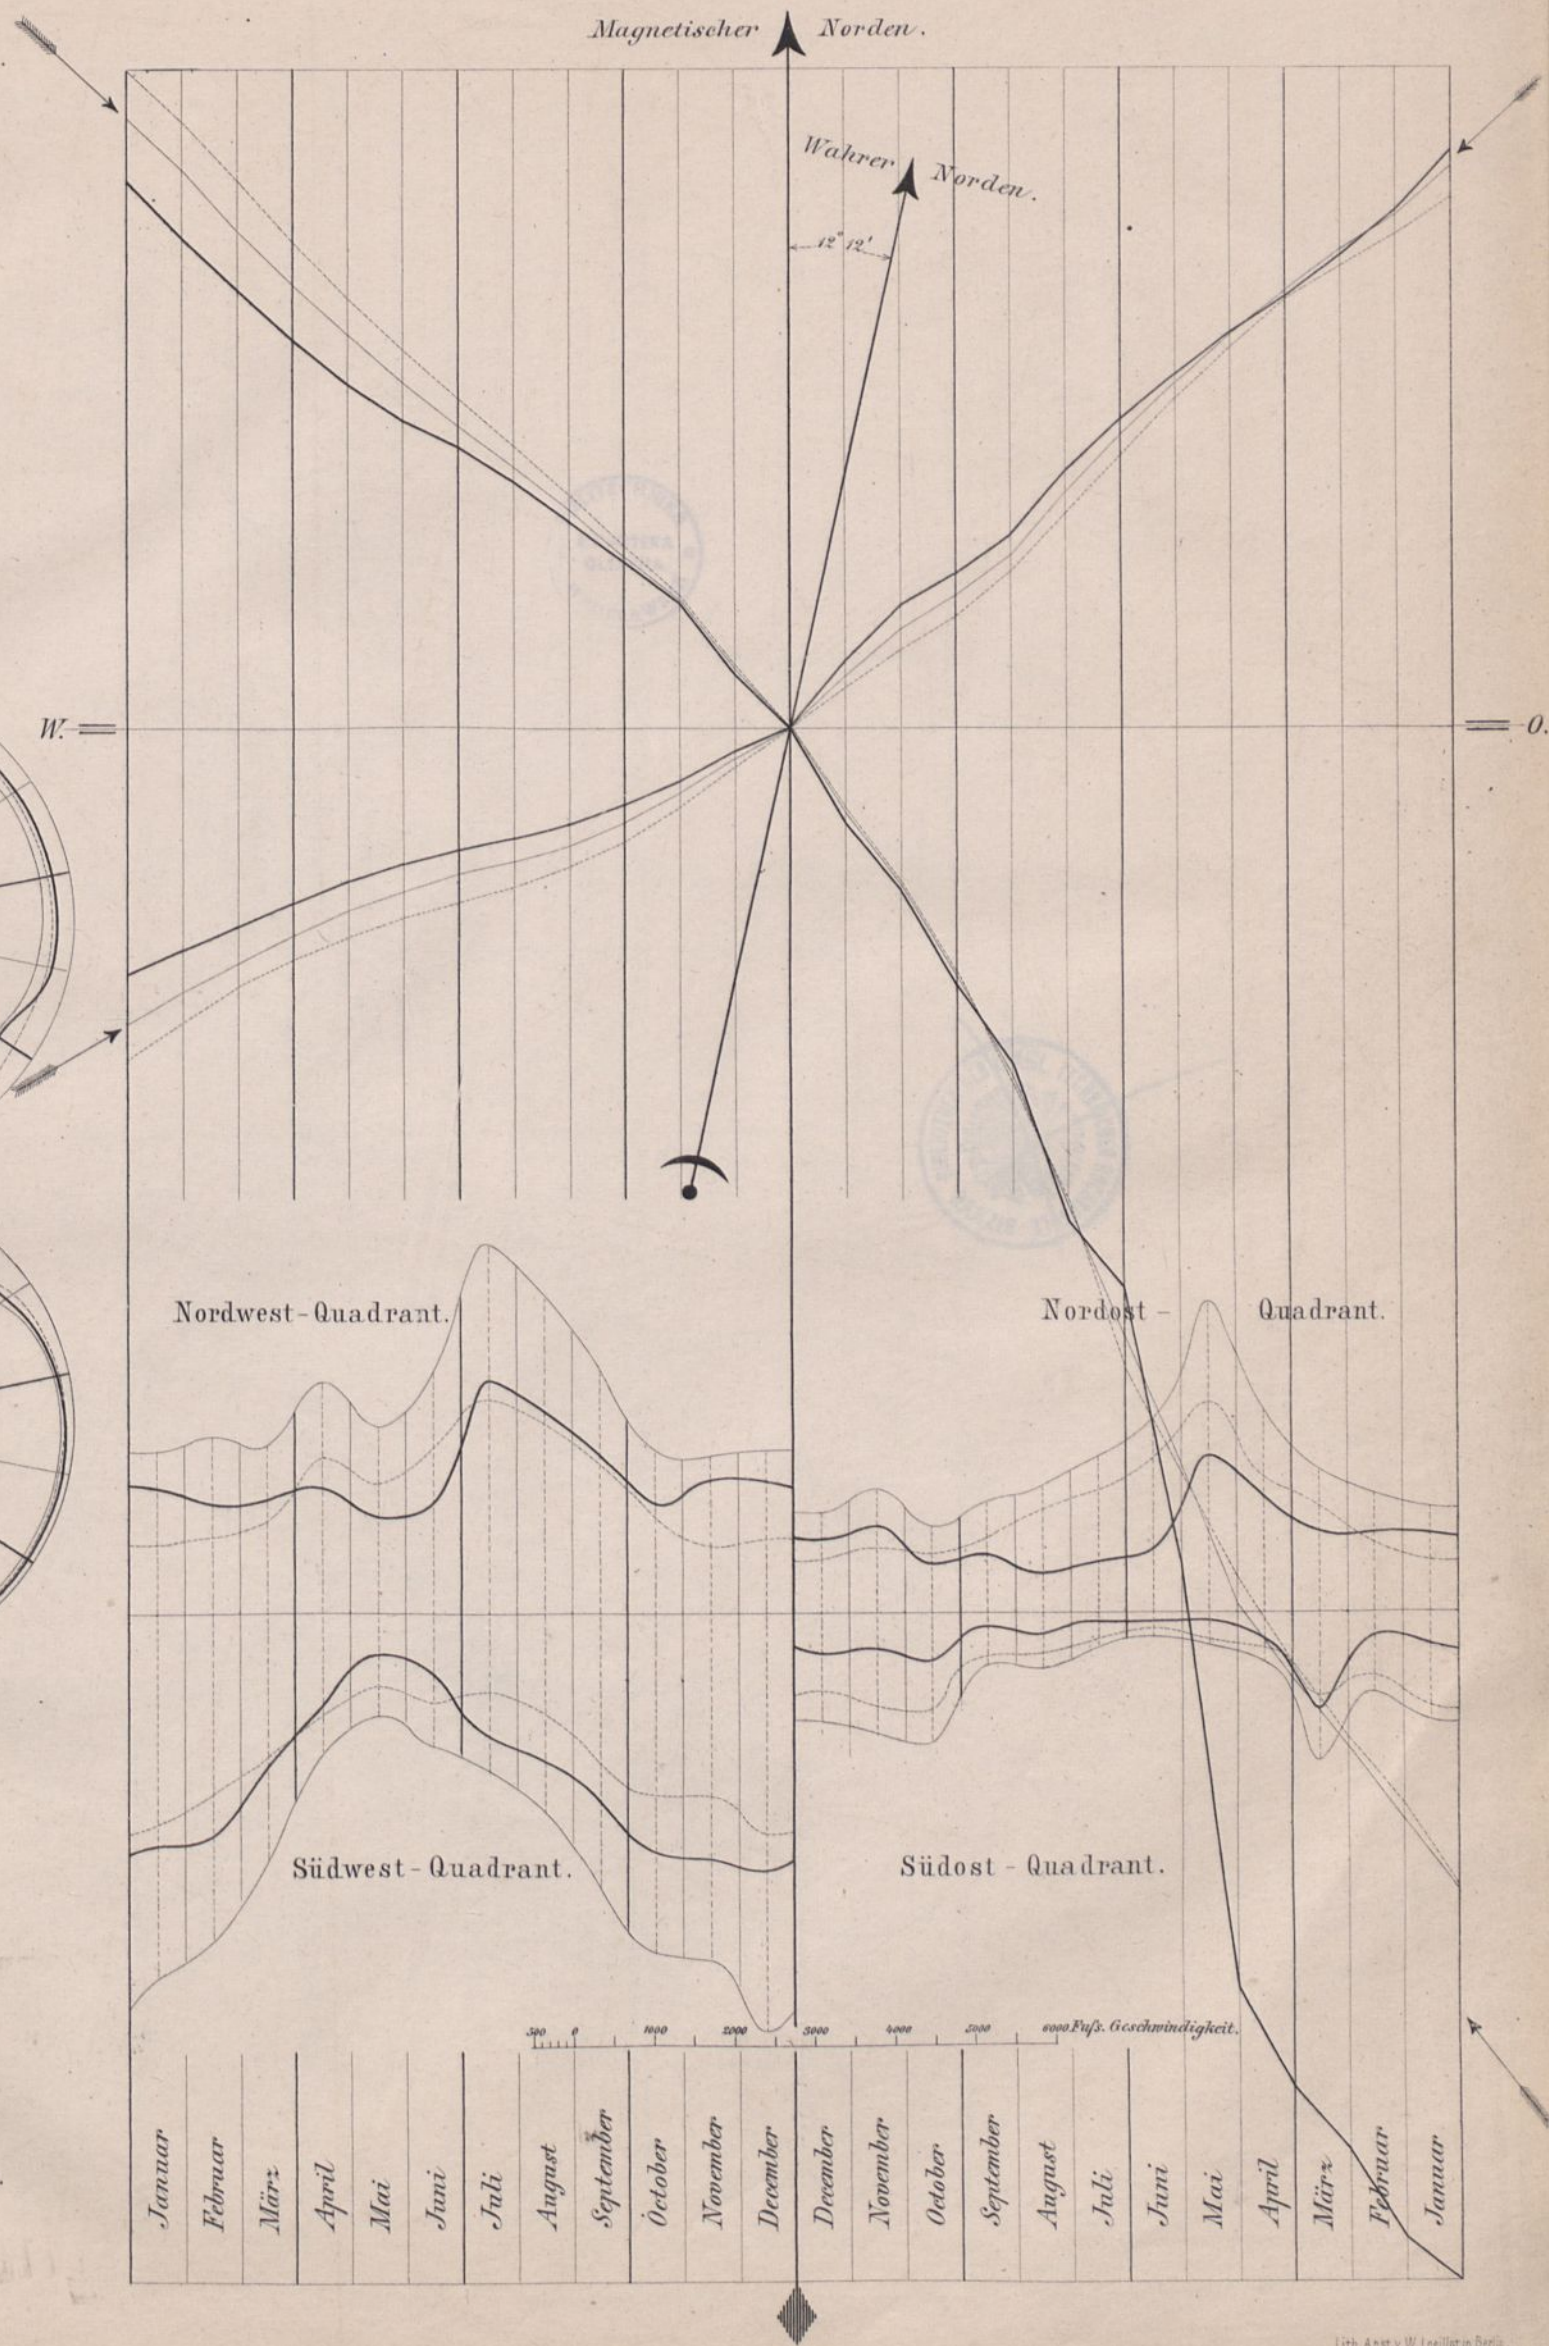 Magnetischer Norden.
Wahrer Norden.
12° 12'
W.
O.
Nordwest-Quadrant.
Nordost - Quadrant.
Südwest-Quadrant.
Südost - Quadrant.
500 0 1000 2000 3000 4000 5000 6000 Fuſs. Geschwindigkeit.
Januar
Februar
März
April
Mai
Juni
Juli
August
September
October
November
December
December
November
October
September
August
Juli
Juni
Mai
April
März
Februar
Januar